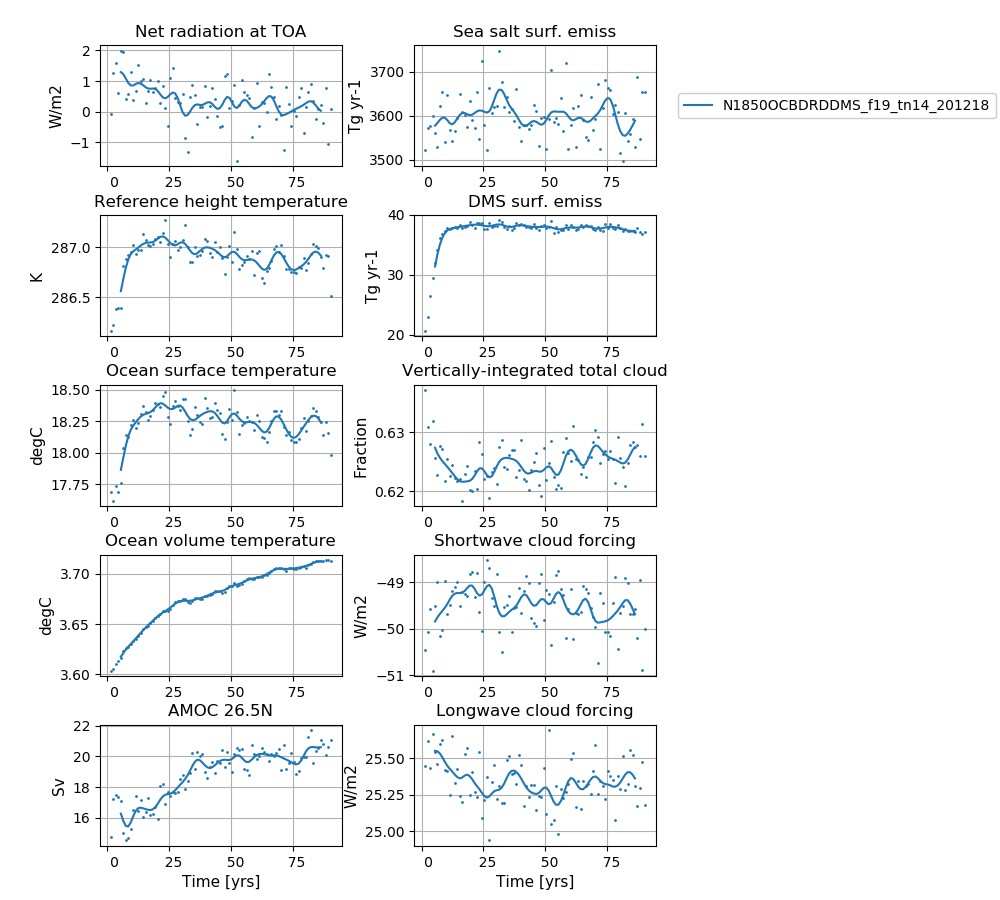 Net radiation at TOA
Sea salt surf. emiss
2
1
0
−1
W/m2
0 25 50 75
3700
3600
3500
Tg yr-1
0 25 50 75
N1850OCBDRDDMS_f19_tn14_201218
Reference height temperature
DMS surf. emiss
287.0
286.5
K
0 25 50 75
40
30
20
Tg yr-1
0 25 50 75
Ocean surface temperature
Vertically-integrated total cloud
18.50
18.25
18.00
17.75
degC
0 25 50 75
0.63
0.62
Fraction
0 25 50 75
Ocean volume temperature
Shortwave cloud forcing
3.70
3.65
3.60
degC
0 25 50 75
−49
−50
−51
W/m2
0 25 50 75
AMOC 26.5N
Longwave cloud forcing
22
20
18
16
Sv
0 25 50 75
Time [yrs]
25.50
25.25
25.00
W/m2
0 25 50 75
Time [yrs]